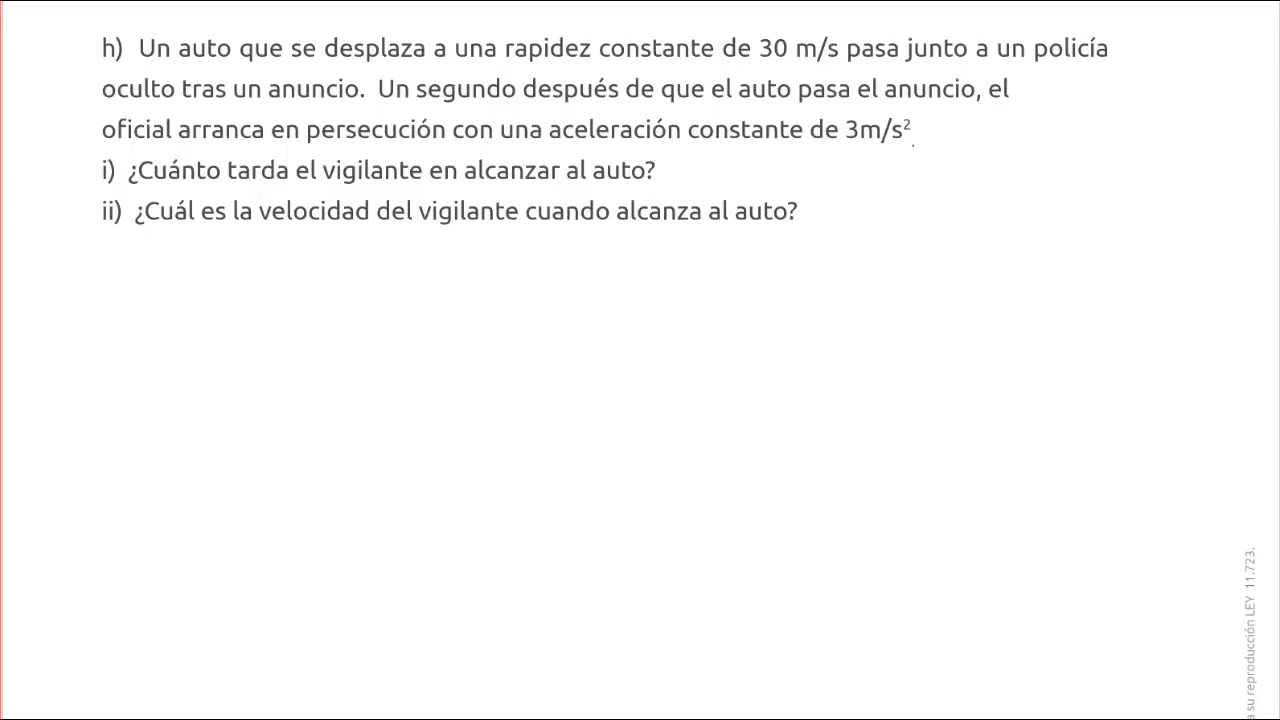 h)  Un auto que se desplaza a una rapidez constante de 30 m/s pasa junto a un policía
oculto tras un anuncio.  Un segundo después de que el auto pasa el anuncio, el
oficial arranca en persecución con una aceleración constante de 3m/s².
i)  ¿Cuánto tarda el vigilante en alcanzar al auto?
ii)  ¿Cuál es la velocidad del vigilante cuando alcanza al auto?
a su reproducción LEY 11.723.